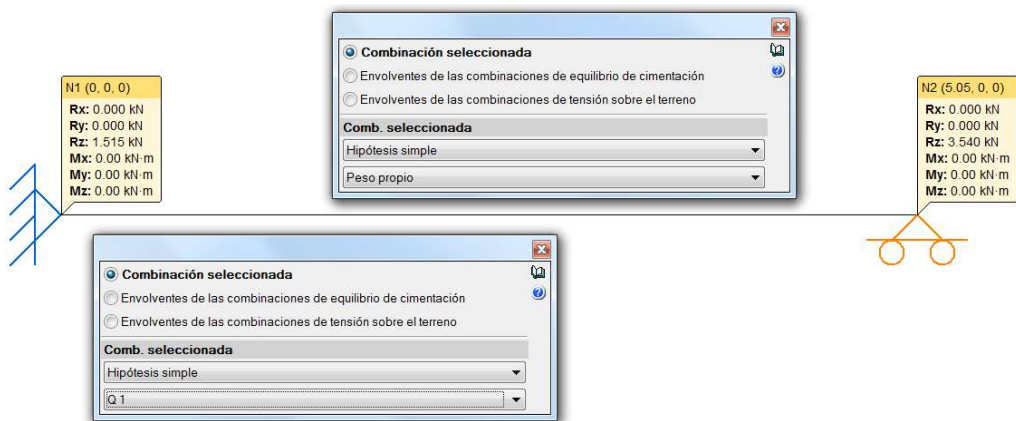 Combinación seleccionada
Envolventes de las combinaciones de equilibrio de cimentación
Envolventes de las combinaciones de tensión sobre el terreno
Comb. seleccionada
Hipótesis simple
Peso propio
N1 (0, 0, 0)
Rx: 0.000 kN
Ry: 0.000 kN
Rz: 1.515 kN
Mx: 0.00 kN·m
My: 0.00 kN·m
Mz: 0.00 kN·m
N2 (5.05, 0, 0)
Rx: 0.000 kN
Ry: 0.000 kN
Rz: 3.540 kN
Mx: 0.00 kN·m
My: 0.00 kN·m
Mz: 0.00 kN·m
Combinación seleccionada
Envolventes de las combinaciones de equilibrio de cimentación
Envolventes de las combinaciones de tensión sobre el terreno
Comb. seleccionada
Hipótesis simple
Q 1